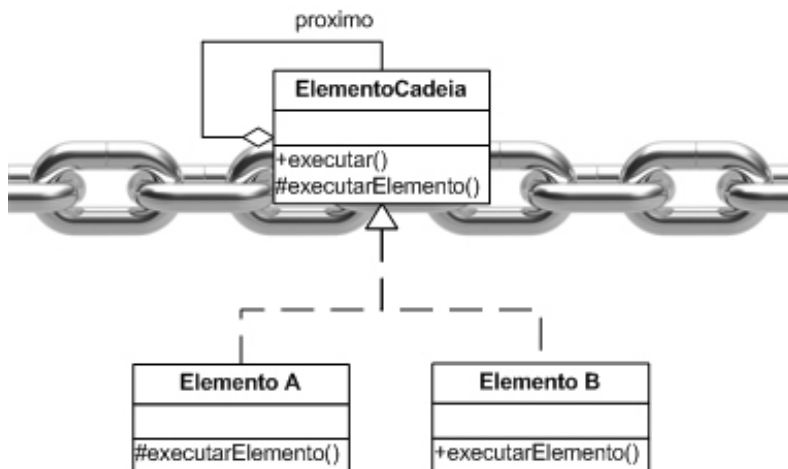 proximo
ElementoCadeia
+executar()
#executarElemento()
Elemento A
#executarElemento()
Elemento B
+executarElemento()